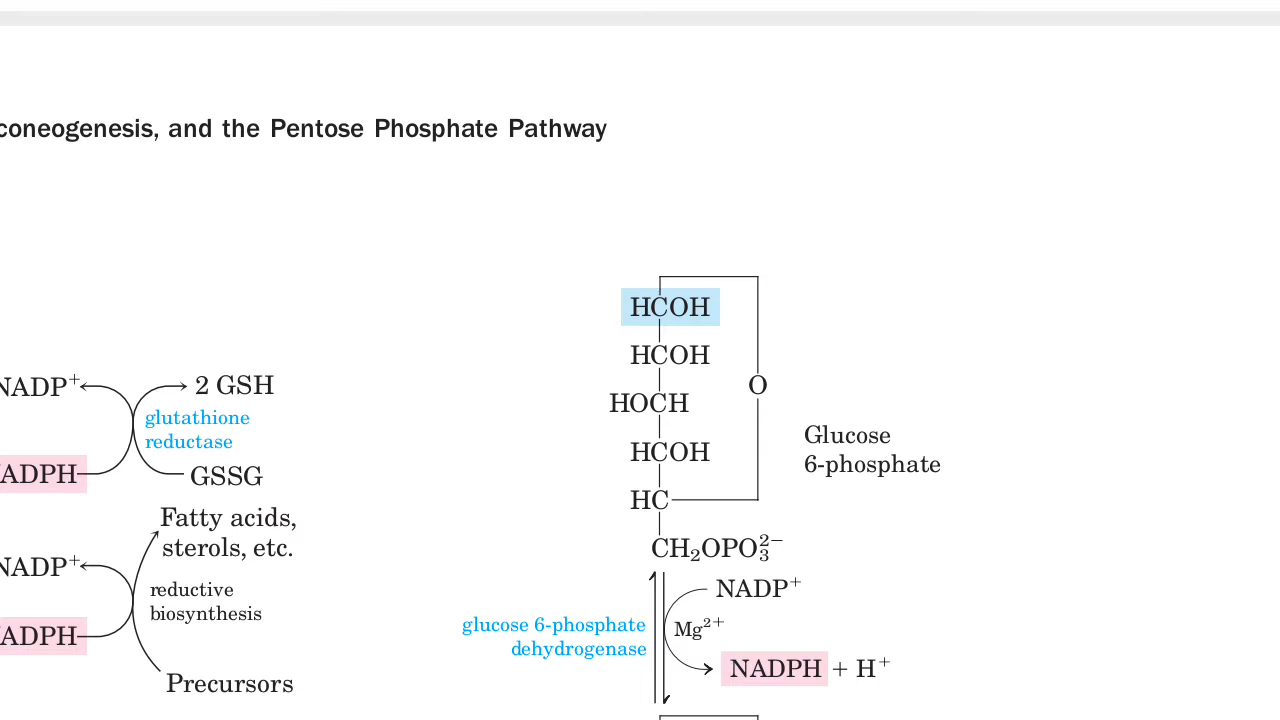 coneogenesis, and the Pentose Phosphate Pathway
NADP⁺
2 GSH
glutathione
reductase
ADPH
GSSG
Fatty acids,
sterols, etc.
NADP⁺
reductive
biosynthesis
ADPH
Precursors
HCOH
HCOH
HOCH
O
HCOH
Glucose
6-phosphate
HC
CH₂OPO₃²⁻
NADP⁺
glucose 6-phosphate
dehydrogenase
Mg²⁺
NADPH + H⁺